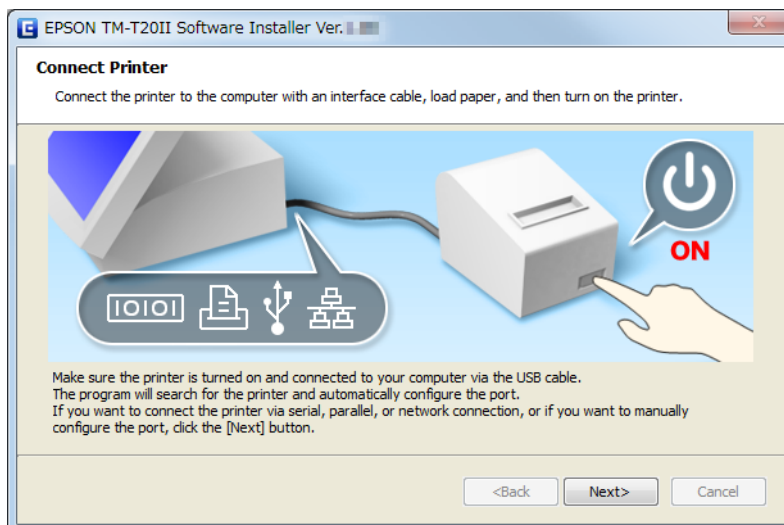 EPSON TM-T20II Software Installer Ver.
Connect Printer
Connect the printer to the computer with an interface cable, load paper, and then turn on the printer.
ON
IOIOI
Make sure the printer is turned on and connected to your computer via the USB cable.
The program will search for the printer and automatically configure the port.
If you want to connect the printer via serial, parallel, or network connection, or if you want to manually
configure the port, click the [Next] button.
<Back Next> Cancel